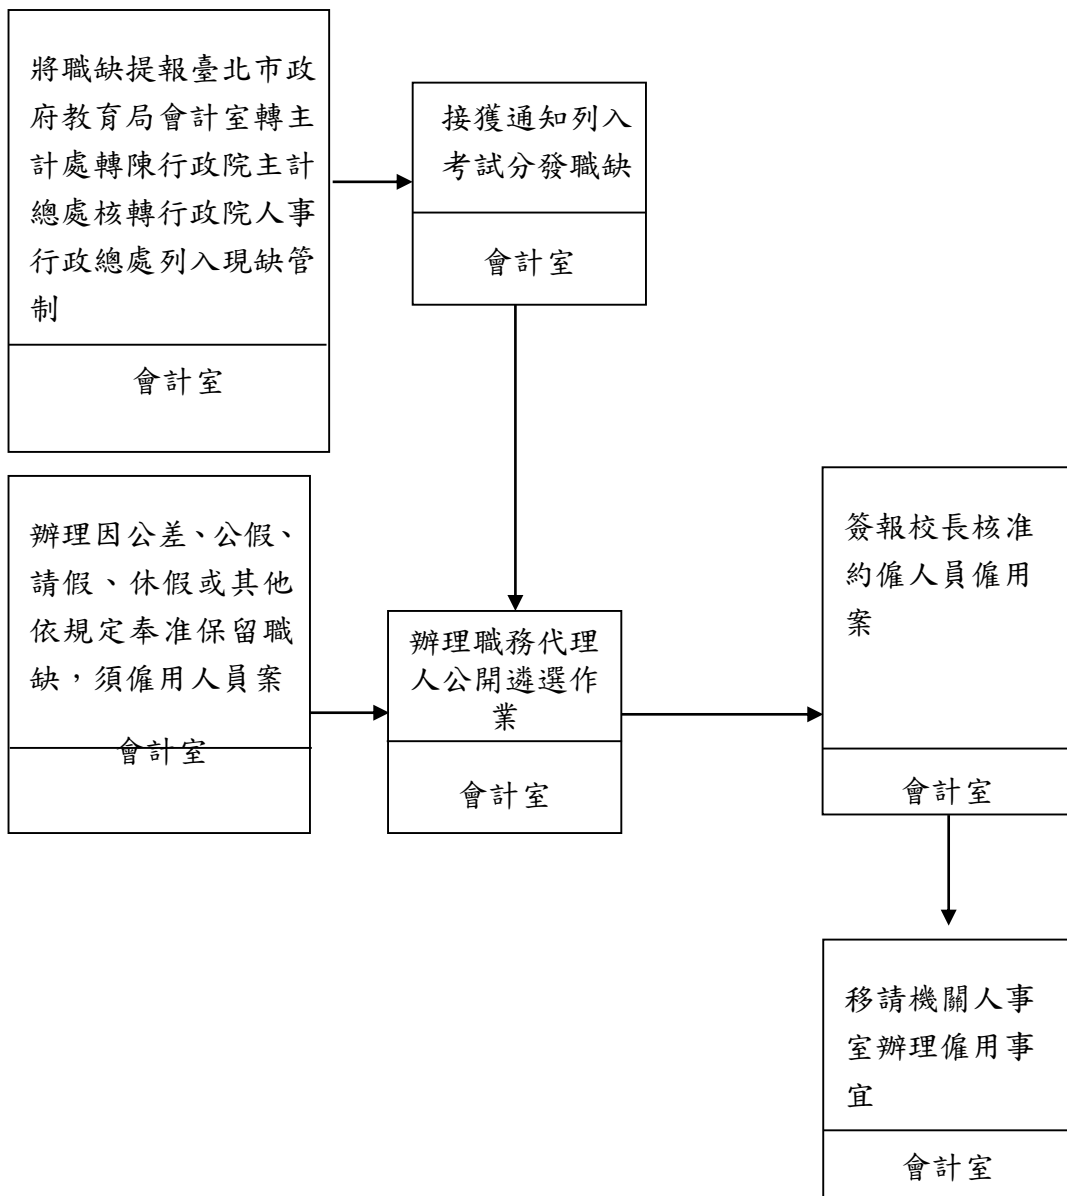 將職缺提報臺北市政
府教育局會計室轉主
計處轉陳行政院主計
總處核轉行政院人事
行政總處列入現缺管
制
會計室
接獲通知列入
考試分發職缺
會計室
辦理因公差、公假、
請假、休假或其他
依規定奉准保留職
缺，須僱用人員案
會計室
辦理職務代理
人公開遴選作
業
會計室
簽報校長核准
約僱人員僱用
案
會計室
移請機關人事
室辦理僱用事
宜
會計室